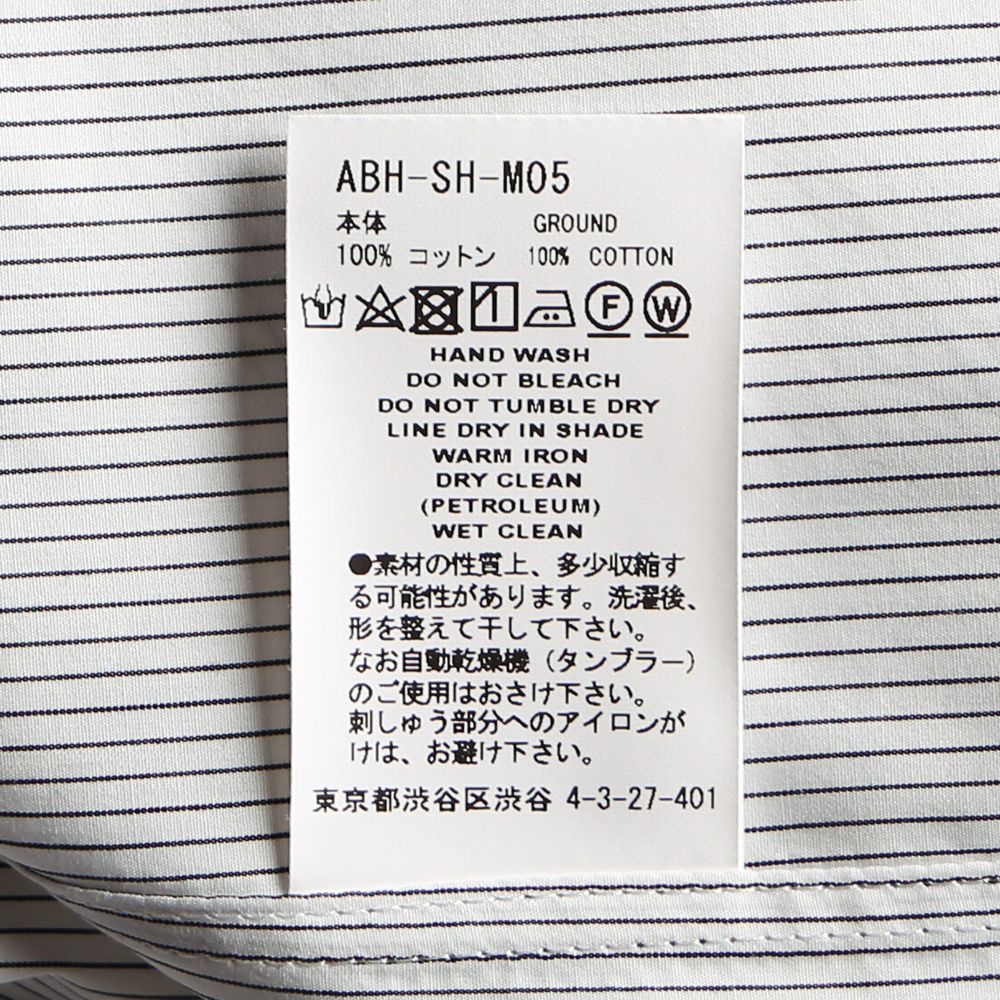 ABH-SH-M05
本体 GROUND
100% コットン 100% COTTON
F W
HAND WASH
DO NOT BLEACH
DO NOT TUMBLE DRY
LINE DRY IN SHADE
WARM IRON
DRY CLEAN
(PETROLEUM)
WET CLEAN
●素材の性質上、多少収縮す
る可能性があります。洗濯後、
形を整えて干して下さい。
なお自動乾燥機（タンブラー）
のご使用はおさけ下さい。
刺しゅう部分へのアイロンが
けは、お避け下さい。
東京都渋谷区渋谷 4-3-27-401